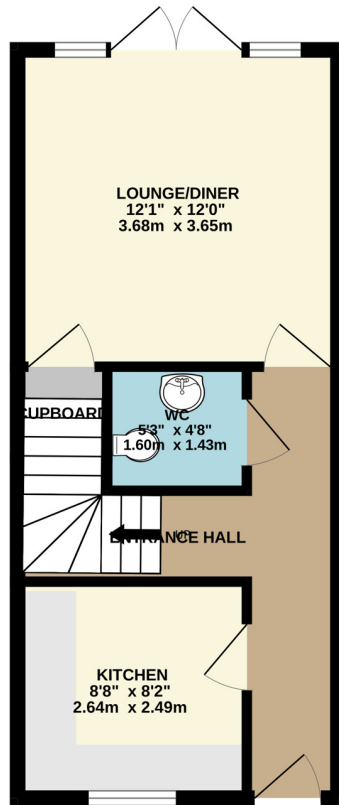 LOUNGE/DINER
12'1" x 12'0"
3.68m x 3.65m
CUPBOARD
WC
5'3" x 4'8"
1.60m x 1.43m
UP
ENTRANCE HALL
KITCHEN
8'8" x 8'2"
2.64m x 2.49m